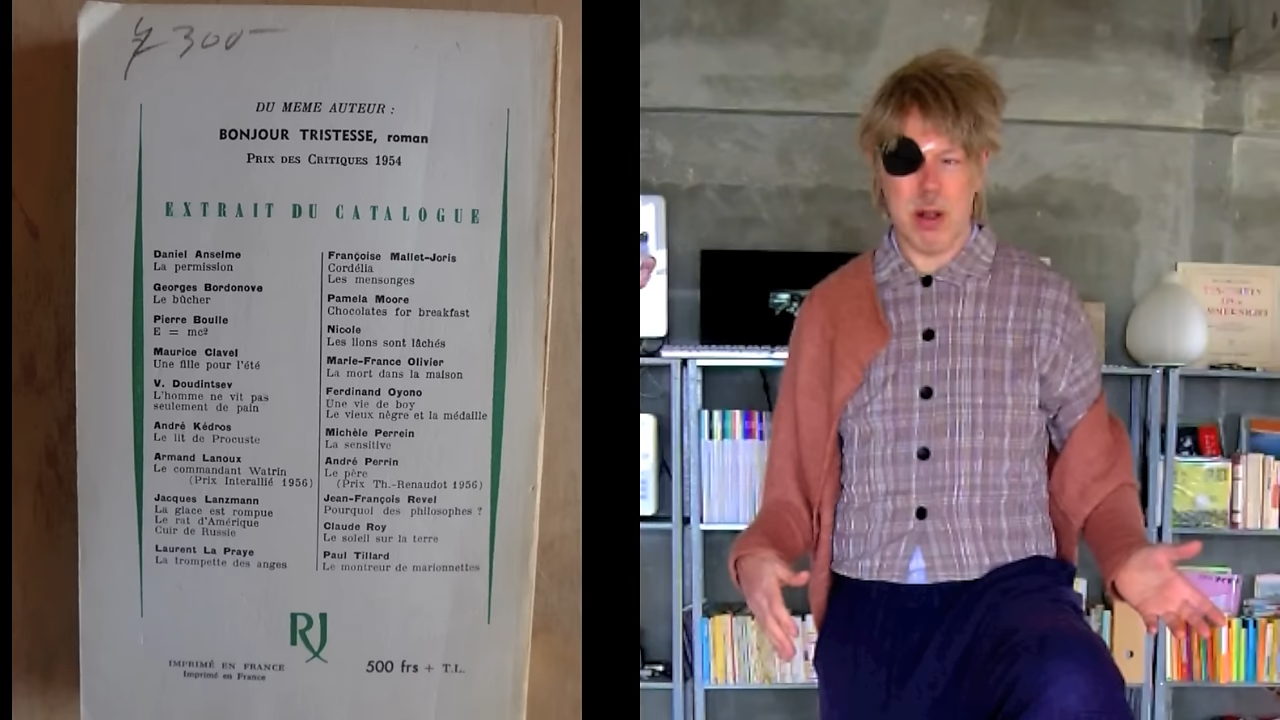 ¥ 300-
DU MEME AUTEUR :
BONJOUR TRISTESSE, roman
PRIX DES CRITIQUES 1954
EXTRAIT DU CATALOGUE
Daniel Anselme
La permission
Georges Bordonove
Le bûcher
Pierre Boulle
E = mc²
Maurice Clavel
Une fille pour l'été
V. Doudintsev
L'homme ne vit pas
seulement de pain
André Kédros
Le lit de Procuste
Armand Lanoux
Le commandant Watrin
(Prix Interallié 1956)
Jacques Lanzmann
La glace est rompue
Le rat d'Amérique
Cuir de Russie
Laurent La Praye
La trompette des anges
Françoise Mallet-Joris
Cordélia
Les mensonges
Pamela Moore
Chocolates for breakfast
Nicole
Les lions sont lâchés
Marie-France Olivier
La mort dans la maison
Ferdinand Oyono
Une vie de boy
Le vieux nègre et la médaille
Michèle Perrein
La sensitive
André Perrin
Le père
(Prix Th.-Renaudot 1956)
Jean-François Revel
Pourquoi des philosophes ?
Claude Roy
Le soleil sur la terre
Paul Tillard
Le montreur de marionnettes
RJ
IMPRIMÉ EN FRANCE
Imprimé en France
500 frs + T.L.